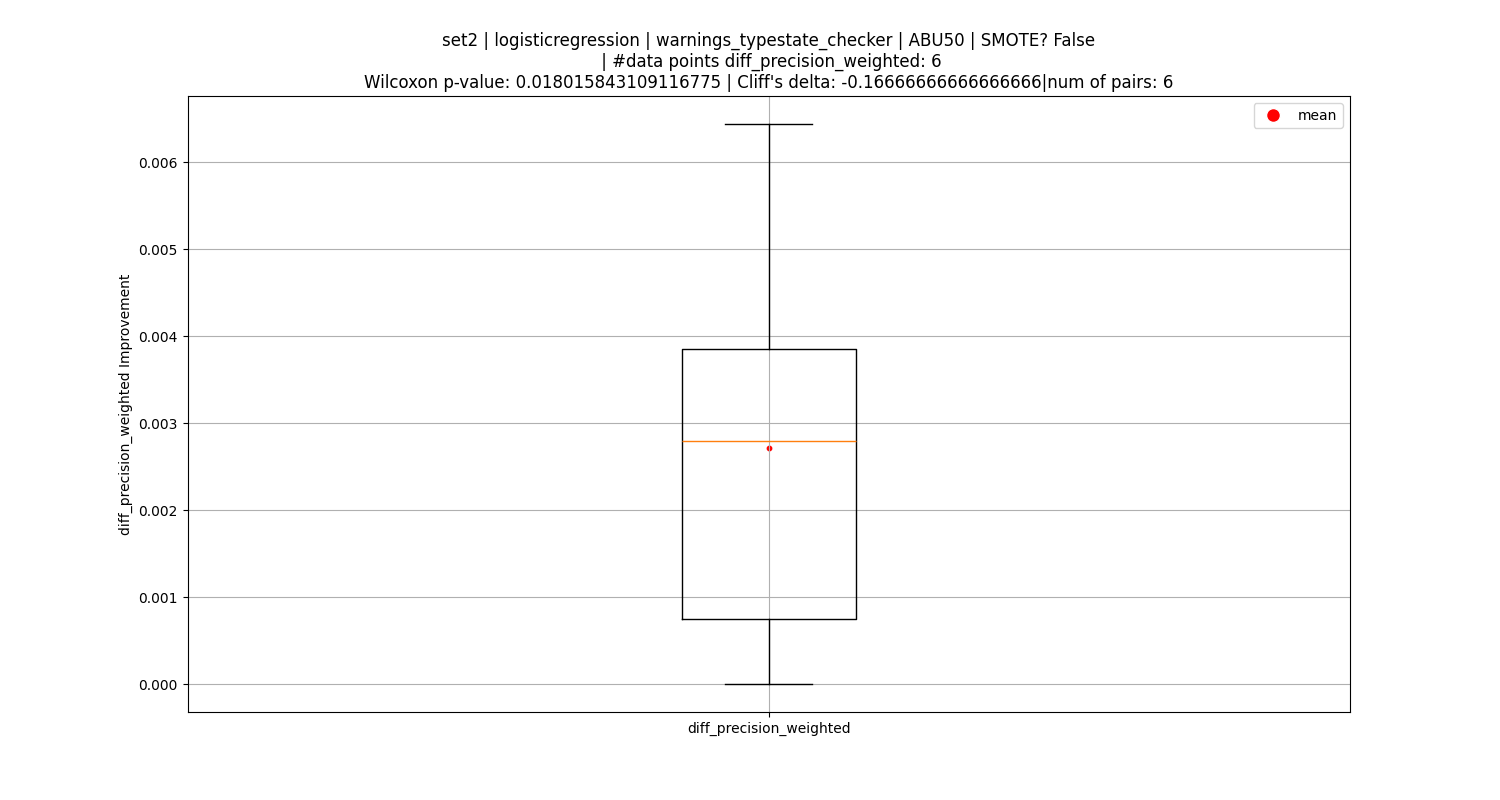 set2 | logisticregression | warnings_typestate_checker | ABU50 | SMOTE? False
| #data points diff_precision_weighted: 6
Wilcoxon p-value: 0.018015843109116775 | Cliff's delta: -0.16666666666666666|num of pairs: 6
mean
0.006
0.005
0.004
0.003
0.002
0.001
0.000
diff_precision_weighted Improvement
diff_precision_weighted